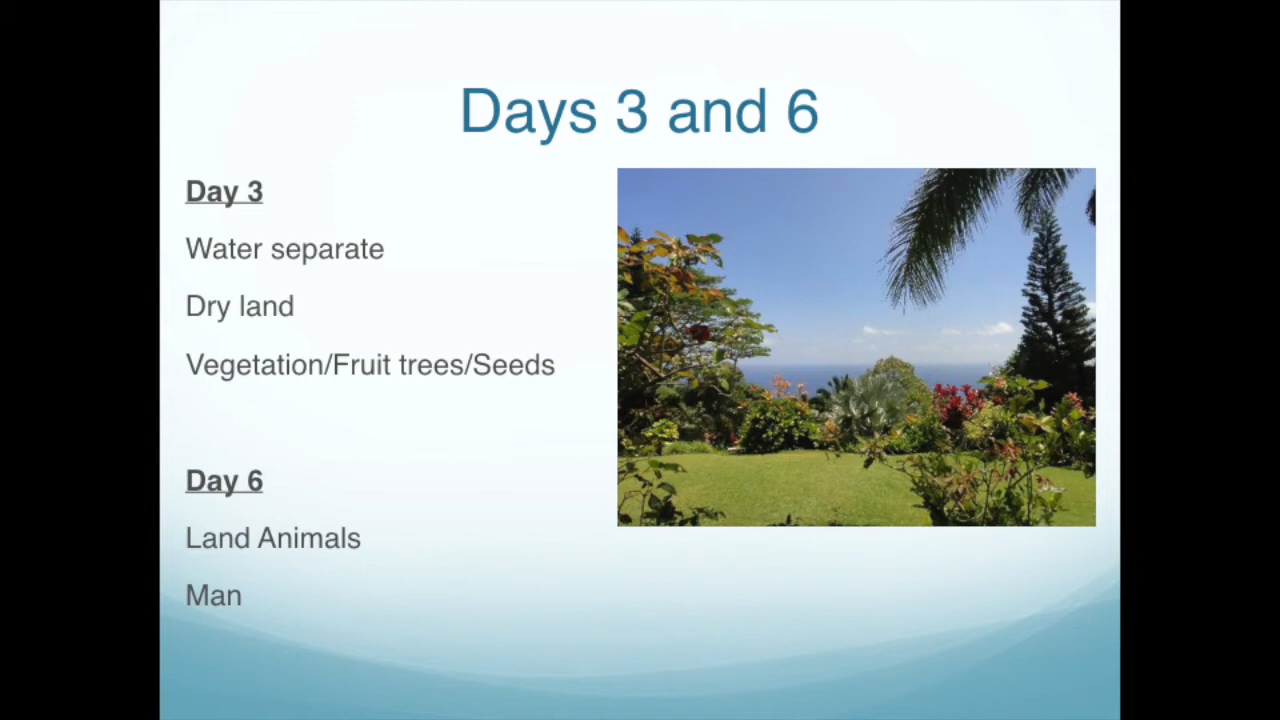 Days 3 and 6
Day 3
Water separate
Dry land
Vegetation/Fruit trees/Seeds
Day 6
Land Animals
Man